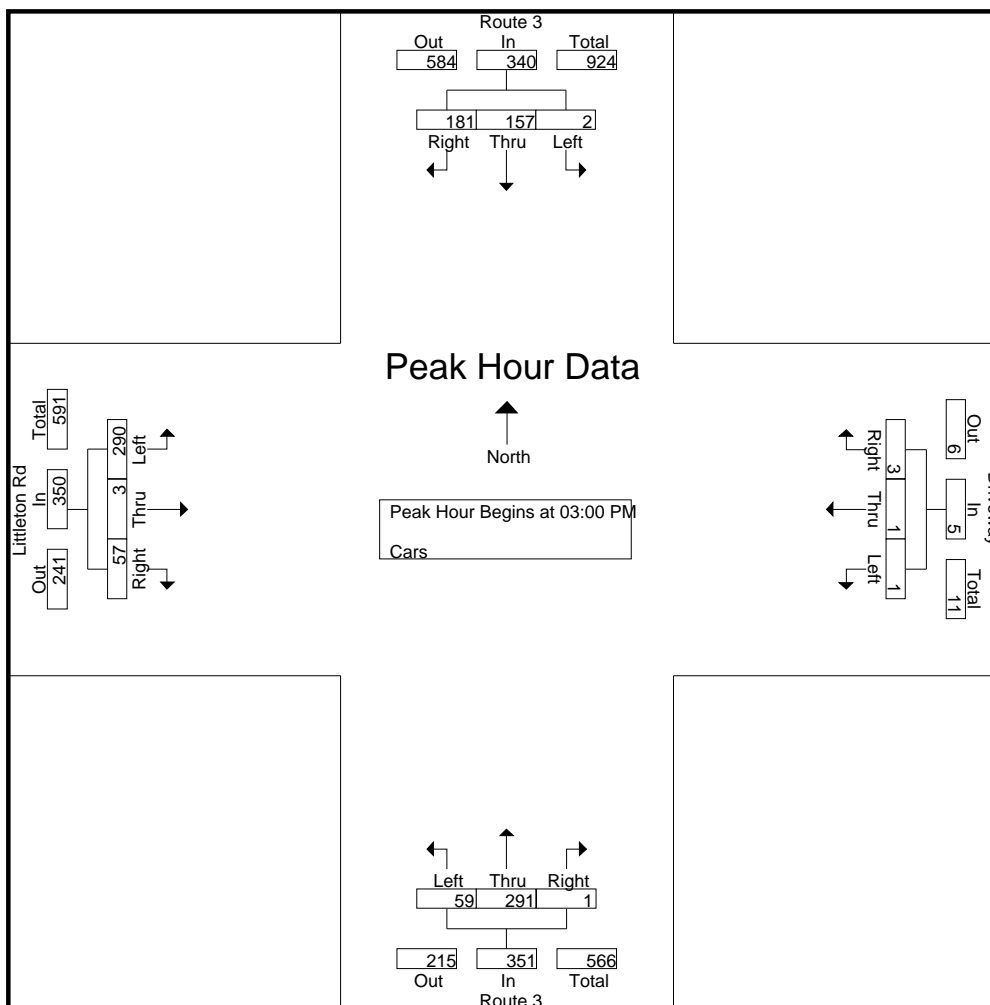 Route 3
Out In Total
584 340 924
181 157 2
Right Thru Left
Peak Hour Data
North
Peak Hour Begins at 03:00 PM
Cars
Littleton Rd
Out In Total
241 350 591
290 3 57
Left Thru Right
Out In Total
6 5 11
Right Thru Left
3 1 1
Left Thru Right
59 291 1
215 351 566
Out In Total
Route 3